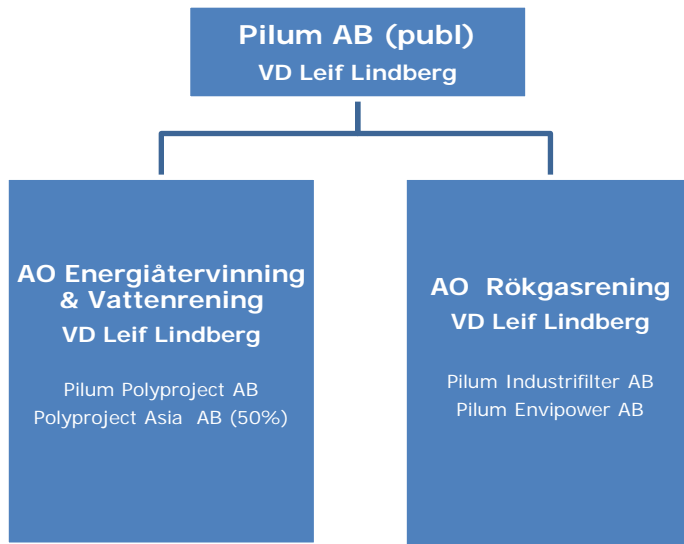 Pilum AB (publ)
VD Leif Lindberg
AO Energiåtervinning
& Vattenrening
VD Leif Lindberg
Pilum Polyproject AB
Polyproject Asia AB (50%)
AO Rökgasrening
VD Leif Lindberg
Pilum Industrifilter AB
Pilum Envipower AB